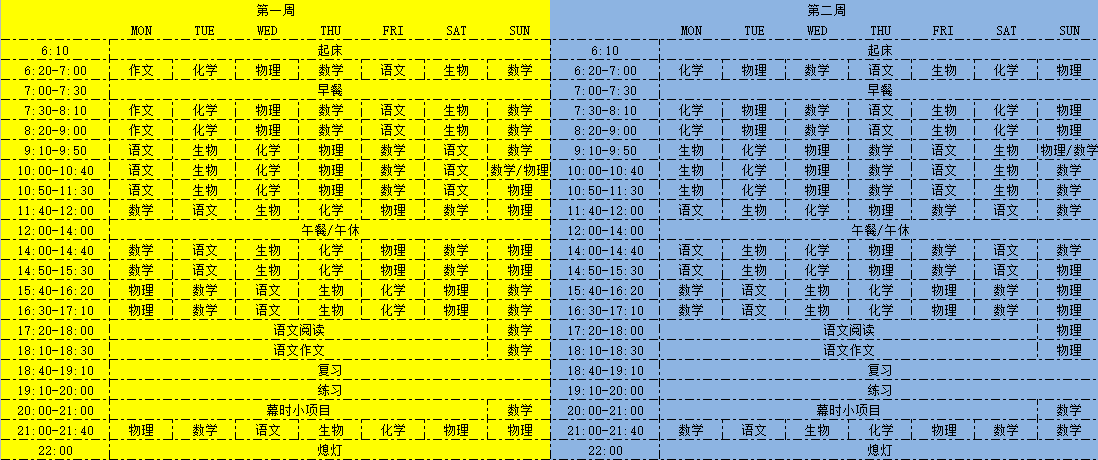 第一周 第二周
MON TUE WED THU FRI SAT SUN MON TUE WED THU FRI SAT SUN
6:10 起床 6:10 起床
6:20-7:00 作文 化学 物理 数学 语文 生物 数学 6:20-7:00 化学 物理 数学 语文 生物 化学 物理
7:00-7:30 早餐 7:00-7:30 早餐
7:30-8:10 作文 化学 物理 数学 语文 生物 数学 7:30-8:10 化学 物理 数学 语文 生物 化学 物理
8:20-9:00 作文 化学 物理 数学 语文 生物 数学 8:20-9:00 化学 物理 数学 语文 生物 化学 物理
9:10-9:50 语文 生物 化学 物理 数学 语文 数学 9:10-9:50 生物 化学 物理 数学 语文 生物 物理/数学
10:00-10:40 语文 生物 化学 物理 数学 语文 数学/物理 10:00-10:40 生物 化学 物理 数学 语文 生物 数学
10:50-11:30 语文 生物 化学 物理 数学 语文 物理 10:50-11:30 生物 化学 物理 数学 语文 生物 数学
11:40-12:00 数学 语文 生物 化学 物理 数学 物理 11:40-12:00 语文 生物 化学 物理 数学 语文 数学
12:00-14:00 午餐/午休 12:00-14:00 午餐/午休
14:00-14:40 数学 语文 生物 化学 物理 数学 物理 14:00-14:40 语文 生物 化学 物理 数学 语文 数学
14:50-15:30 数学 语文 生物 化学 物理 数学 物理 14:50-15:30 语文 生物 化学 物理 数学 语文 物理
15:40-16:20 物理 数学 语文 生物 化学 物理 数学 15:40-16:20 数学 语文 生物 化学 物理 数学 物理
16:30-17:10 物理 数学 语文 生物 化学 物理 数学 16:30-17:10 数学 语文 生物 化学 物理 数学 物理
17:20-18:00 语文阅读 数学 17:20-18:00 语文阅读 物理
18:10-18:30 语文作文 数学 18:10-18:30 语文作文 物理
18:40-19:10 复习 18:40-19:10 复习
19:10-20:00 练习 19:10-20:00 练习
20:00-21:00 幕时小项目 数学 20:00-21:00 幕时小项目 数学
21:00-21:40 物理 数学 语文 生物 化学 物理 物理 21:00-21:40 数学 语文 生物 化学 物理 数学 数学
22:00 熄灯 22:00 熄灯